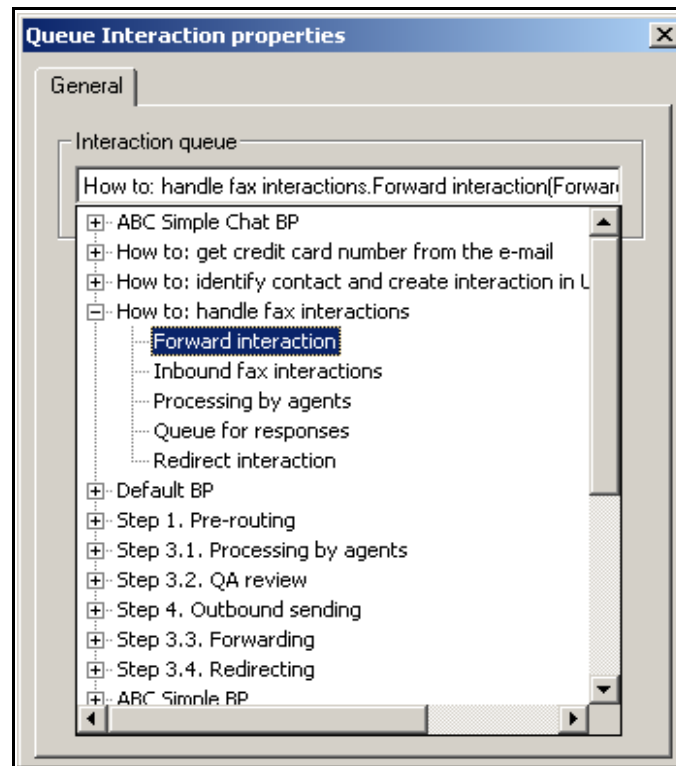 Queue Interaction properties
General
Interaction queue
How to: handle fax interactions.Forward interaction(Forward
ABC Simple Chat BP
How to: get credit card number from the e-mail
How to: identify contact and create interaction in U
How to: handle fax interactions
Forward interaction
Inbound fax interactions
Processing by agents
Queue for responses
Redirect interaction
Default BP
Step 1. Pre-routing
Step 3.1. Processing by agents
Step 3.2. QA review
Step 4. Outbound sending
Step 3.3. Forwarding
Step 3.4. Redirecting
ABC Simple BP